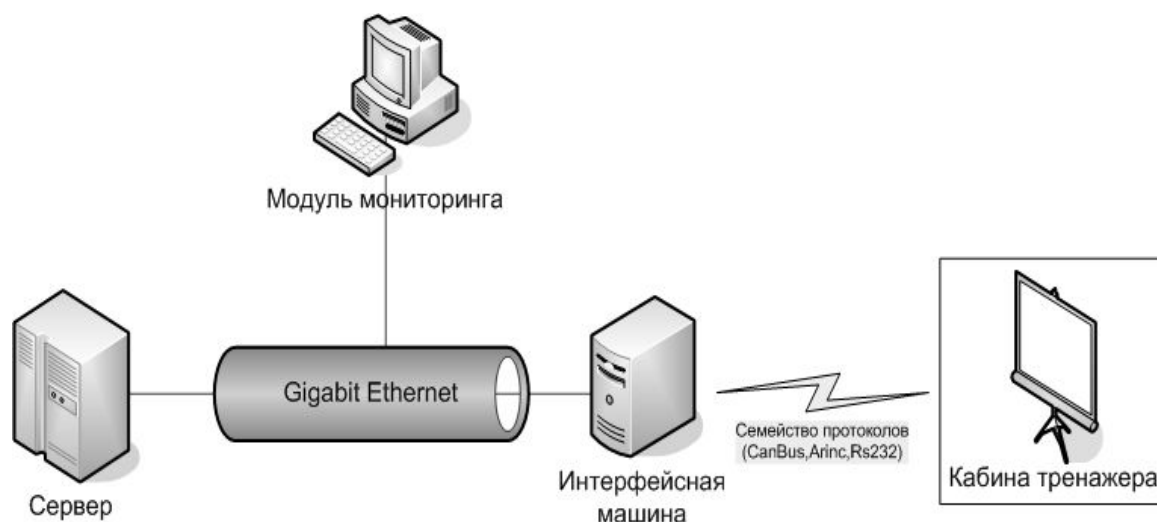 Модуль мониторинга
Gigabit Ethernet
Сервер
Интерфейсная
машина
Семейство протоколов
(CanBus,Arinc,Rs232)
Кабина тренажера